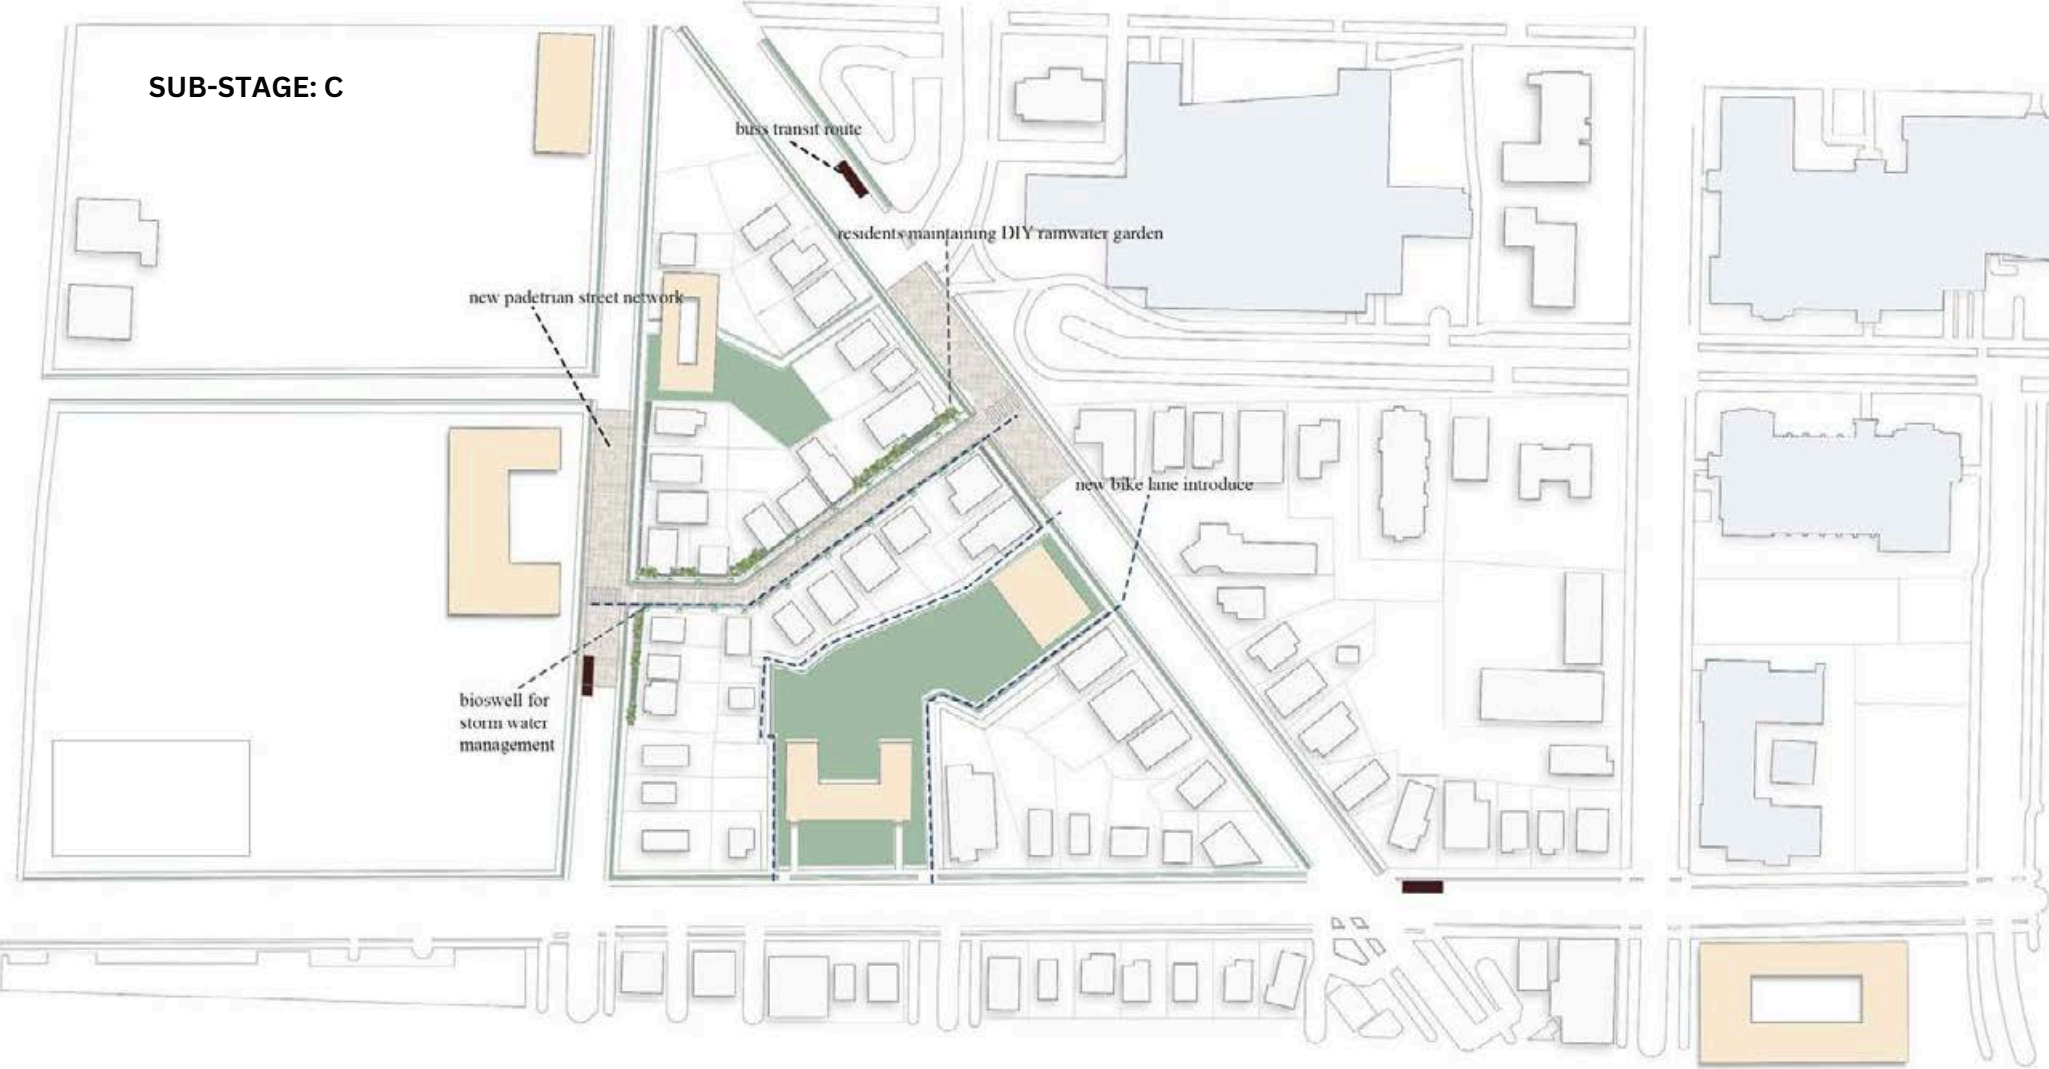 SUB-STAGE: C
buss transit route
residents maintaining DIY rainwater garden
new padetrian street network
new bike lane introduce
bioswell for
storm water
management